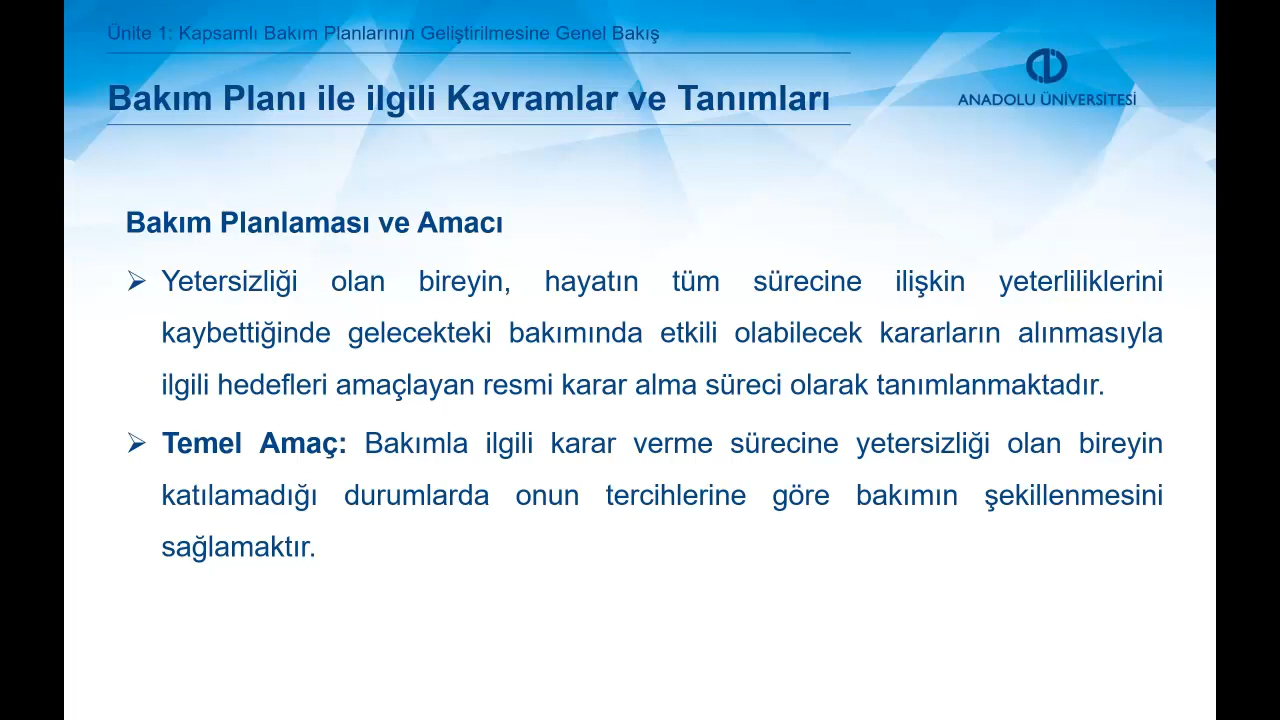 Ünite 1: Kapsamlı Bakım Planlarının Geliştirilmesine Genel Bakış
Bakım Planı ile ilgili Kavramlar ve Tanımları
ANADOLU ÜNİVERSİTESİ
Bakım Planlaması ve Amacı
Yetersizliği olan bireyin, hayatın tüm sürecine ilişkin yeterliliklerini
kaybettiğinde gelecekteki bakımında etkili olabilecek kararların alınmasıyla
ilgili hedefleri amaçlayan resmi karar alma süreci olarak tanımlanmaktadır.
Temel Amaç: Bakımla ilgili karar verme sürecine yetersizliği olan bireyin
katılamadığı durumlarda onun tercihlerine göre bakımın şekillenmesini
sağlamaktır.